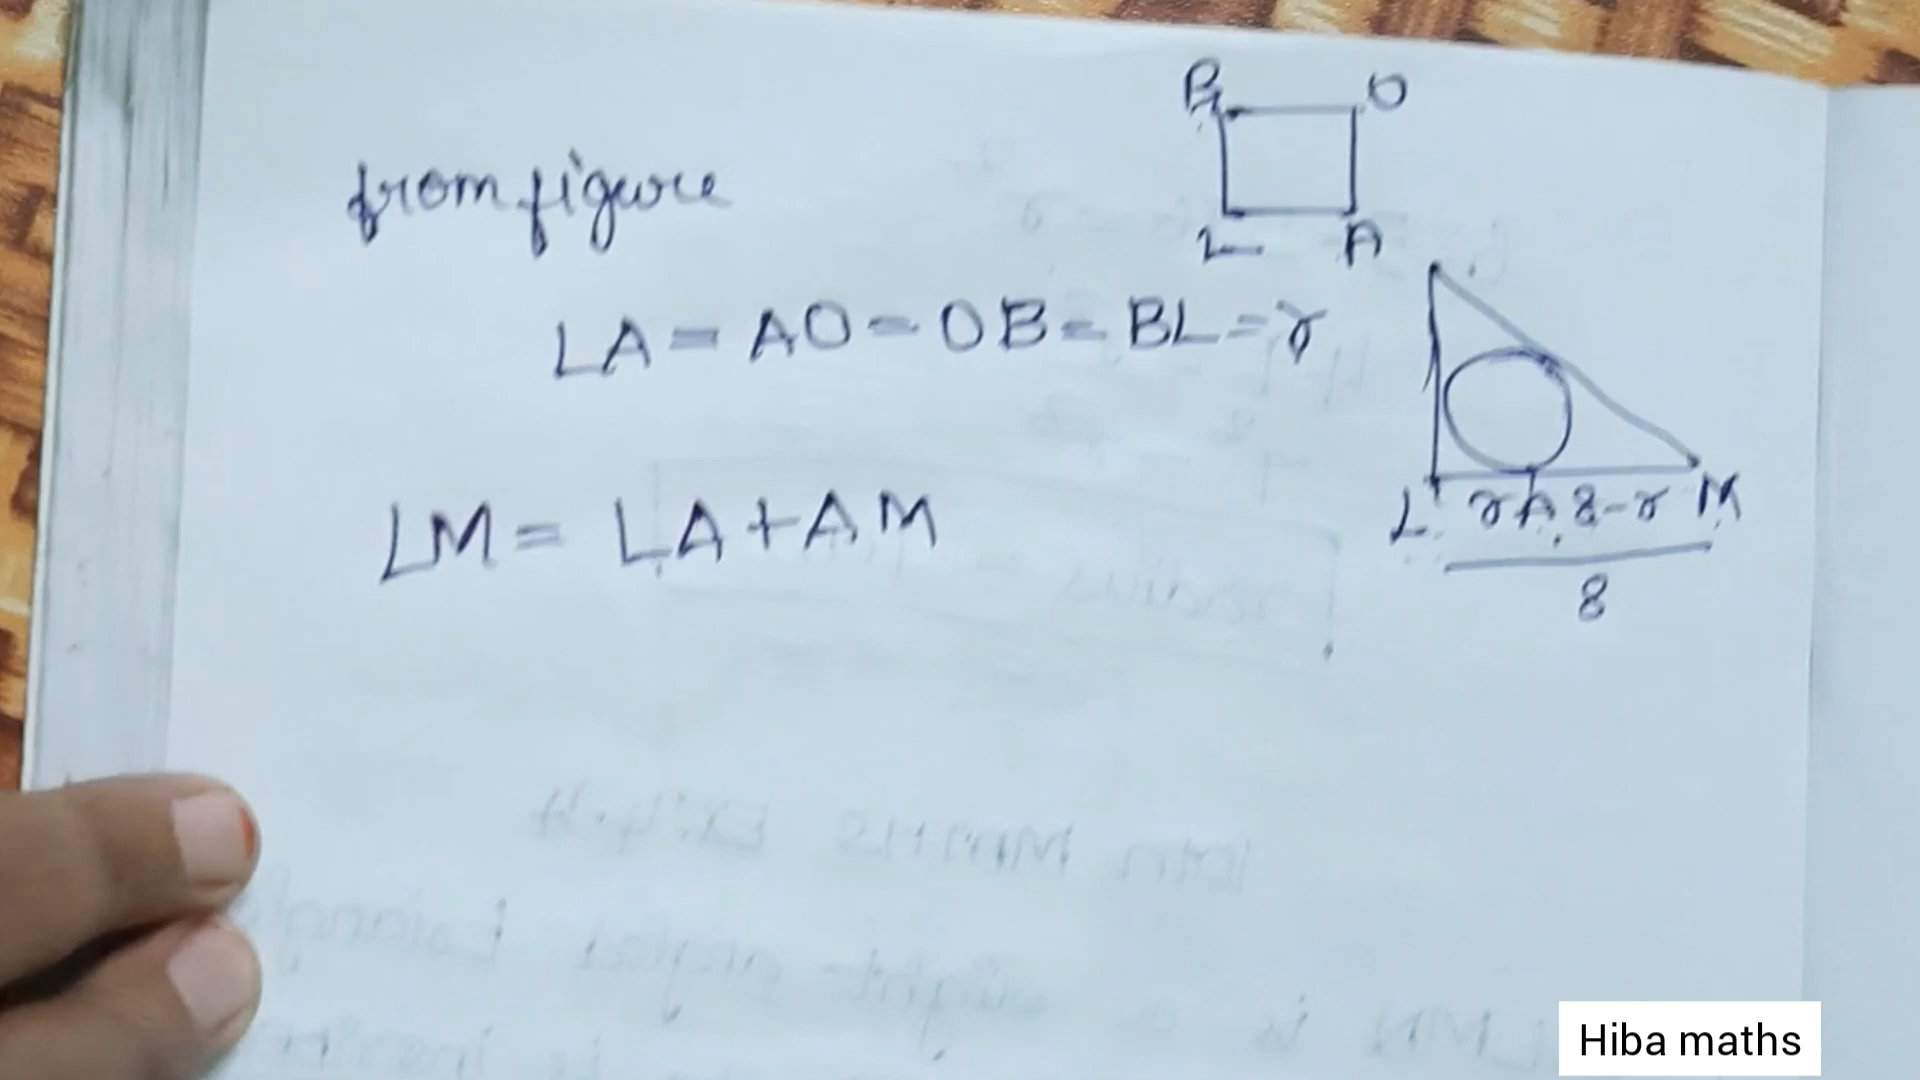 B O
from figure
L A
LA = AO = OB = BL = r
L r A 8-r M
LM = LA + AM
8
Hiba maths